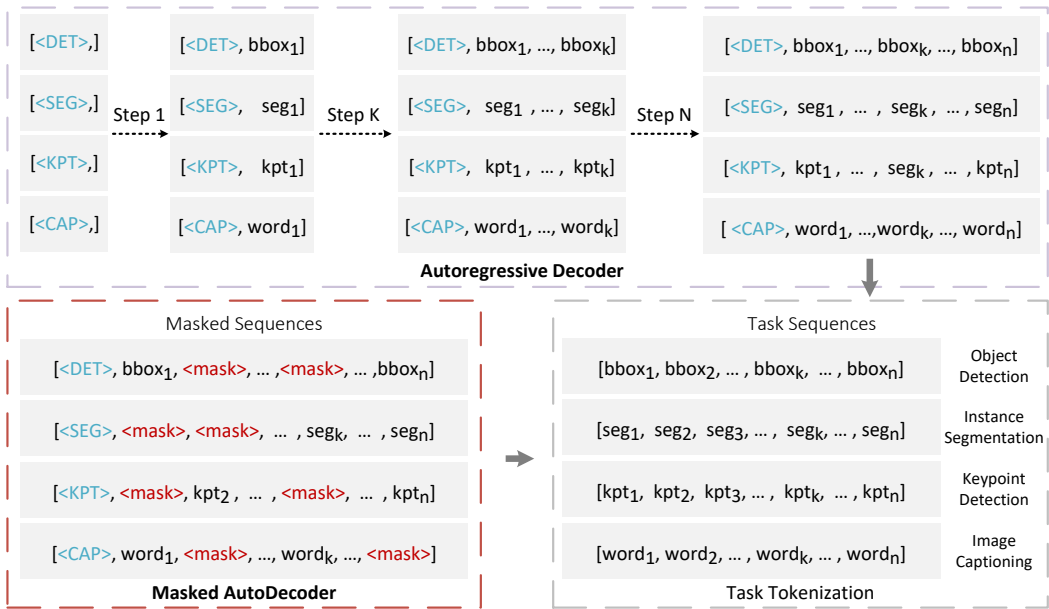 [<DET>,] [<DET>, bbox1] [<DET>, bbox1, ..., bboxk] [<DET>, bbox1, ..., bboxk, ..., bboxn]
[<SEG>,] [<SEG>, seg1] [<SEG>, seg1 , ... , segk] [<SEG>, seg1, ... , segk , ... , segn]
Step 1 Step K Step N
[<KPT>,] [<KPT>, kpt1] [<KPT>, kpt1 , ... , kptk] [<KPT>, kpt1, ... , segk, ... , kptn]
[<CAP>,] [<CAP>, word1] [<CAP>, word1, ..., wordk] [ <CAP>, word1, ...,wordk, ..., wordn]
Autoregressive Decoder
Masked Sequences
[<DET>, bbox1, <mask>, ... ,<mask>, ... ,bboxn]
[<SEG>, <mask>, <mask>, ... , segk, ... , segn]
[<KPT>, <mask>, kpt2 , ... , <mask>, ... , kptn]
[<CAP>, word1, <mask>, ..., wordk, ..., <mask>]
Masked AutoDecoder
Task Sequences
[bbox1, bbox2, ... , bboxk, ... , bboxn]
Object
Detection
[seg1, seg2, seg3, ... , segk, ... , segn]
Instance
Segmentation
[kpt1, kpt2, kpt3, ... , kptk, ... , kptn]
Keypoint
Detection
[word1, word2, ... , wordk, ... , wordn]
Image
Captioning
Task Tokenization